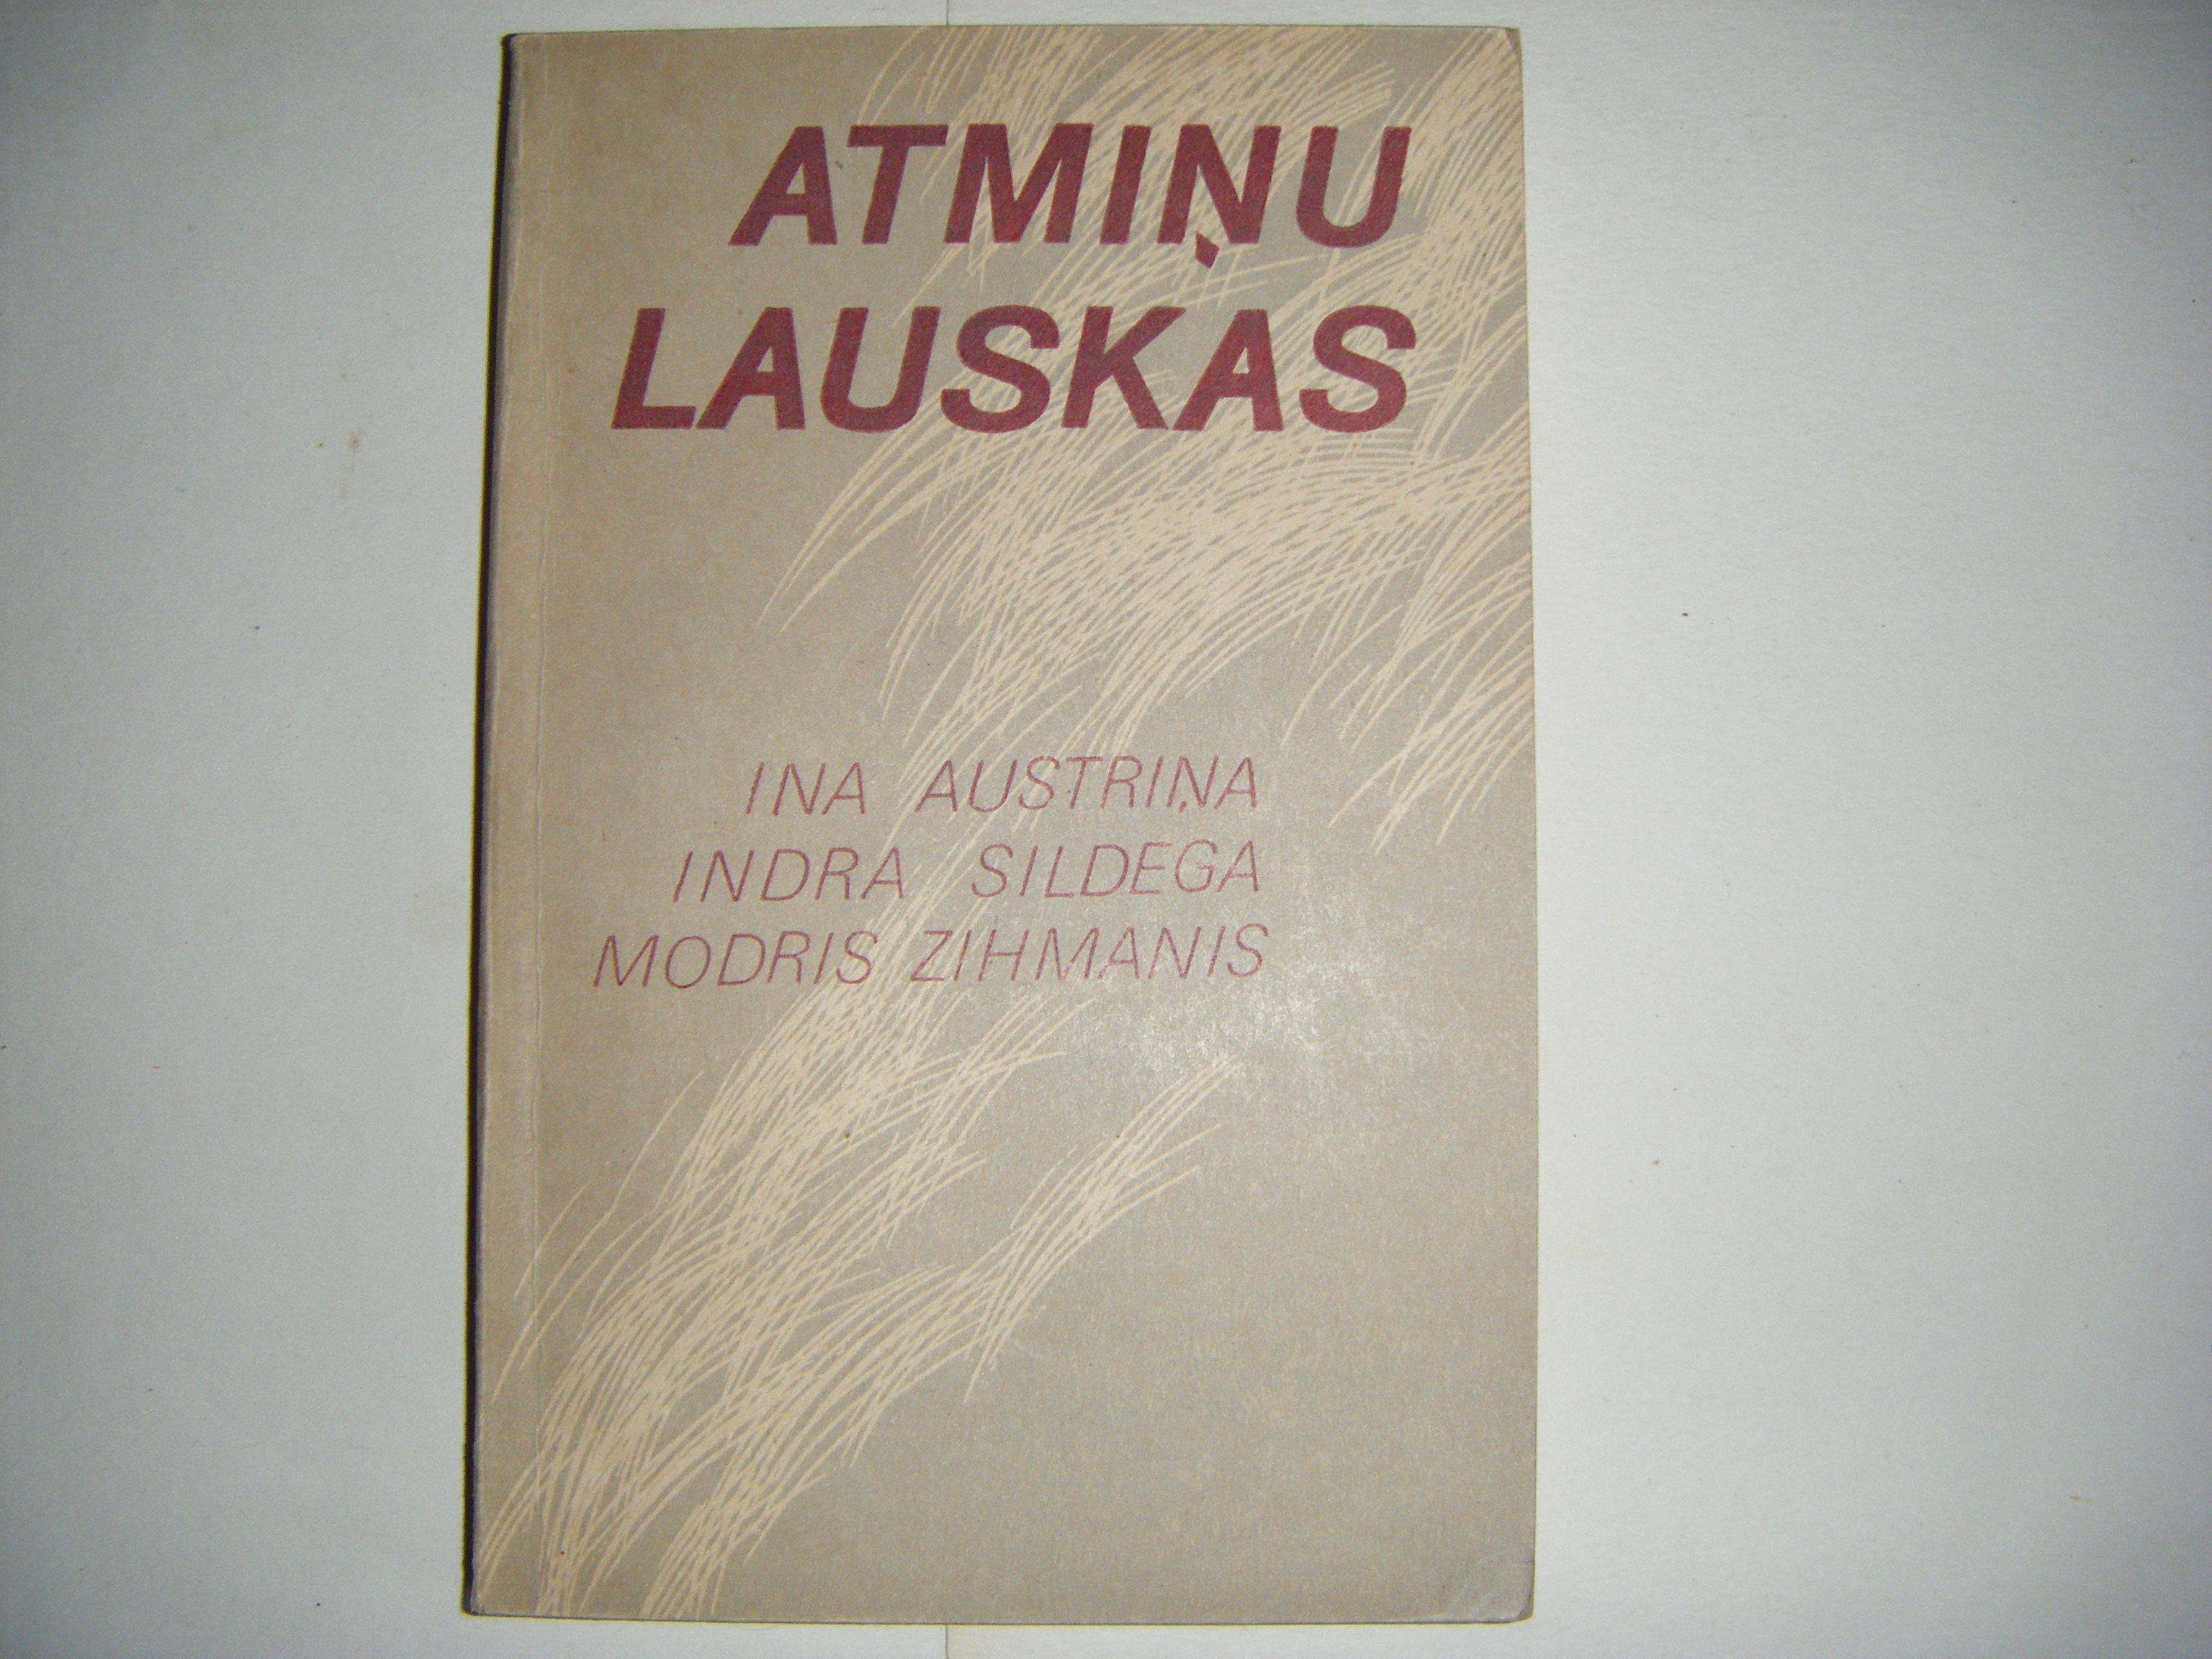 ATMIŅU
LAUSKAS
INA AUSTRIŅA
INDRA SILDEGA
MODRIS ZIHMANIS